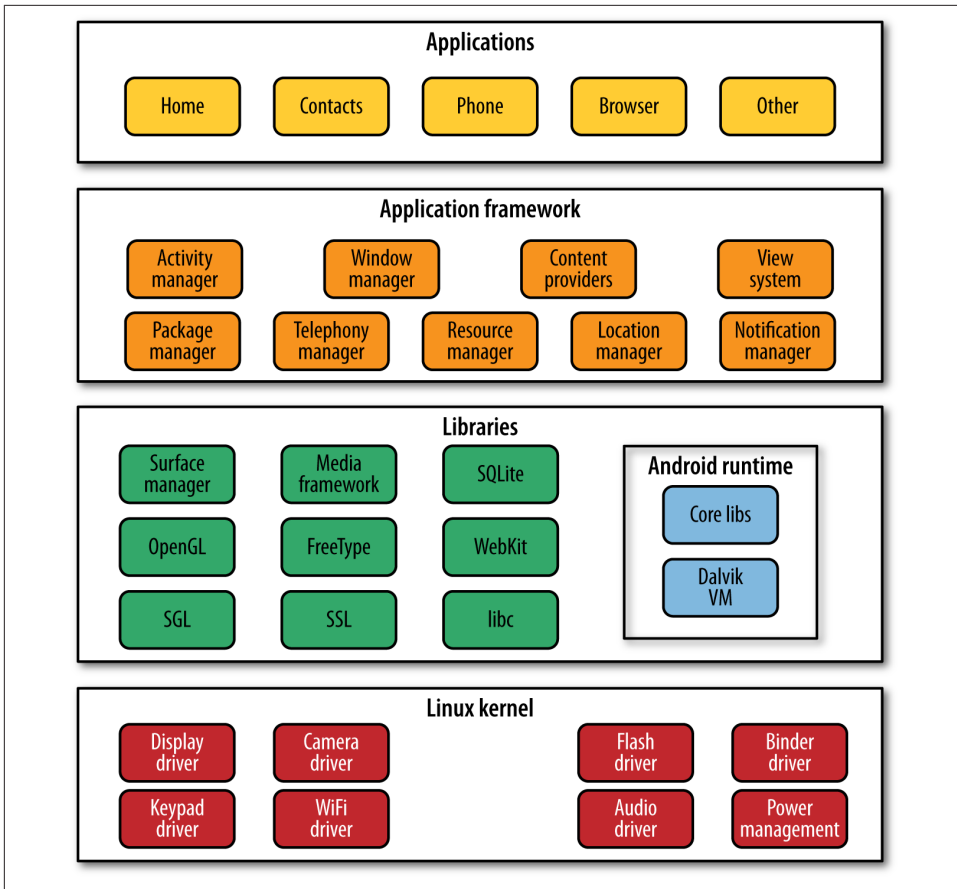 Applications
Home
Contacts
Phone
Browser
Other
Application framework
Activity
manager
Window
manager
Content
providers
View
system
Package
manager
Telephony
manager
Resource
manager
Location
manager
Notification
manager
Libraries
Surface
manager
Media
framework
SQLite
OpenGL
FreeType
WebKit
SGL
SSL
libc
Android runtime
Core libs
Dalvik
VM
Linux kernel
Display
driver
Camera
driver
Flash
driver
Binder
driver
Keypad
driver
WiFi
driver
Audio
driver
Power
management